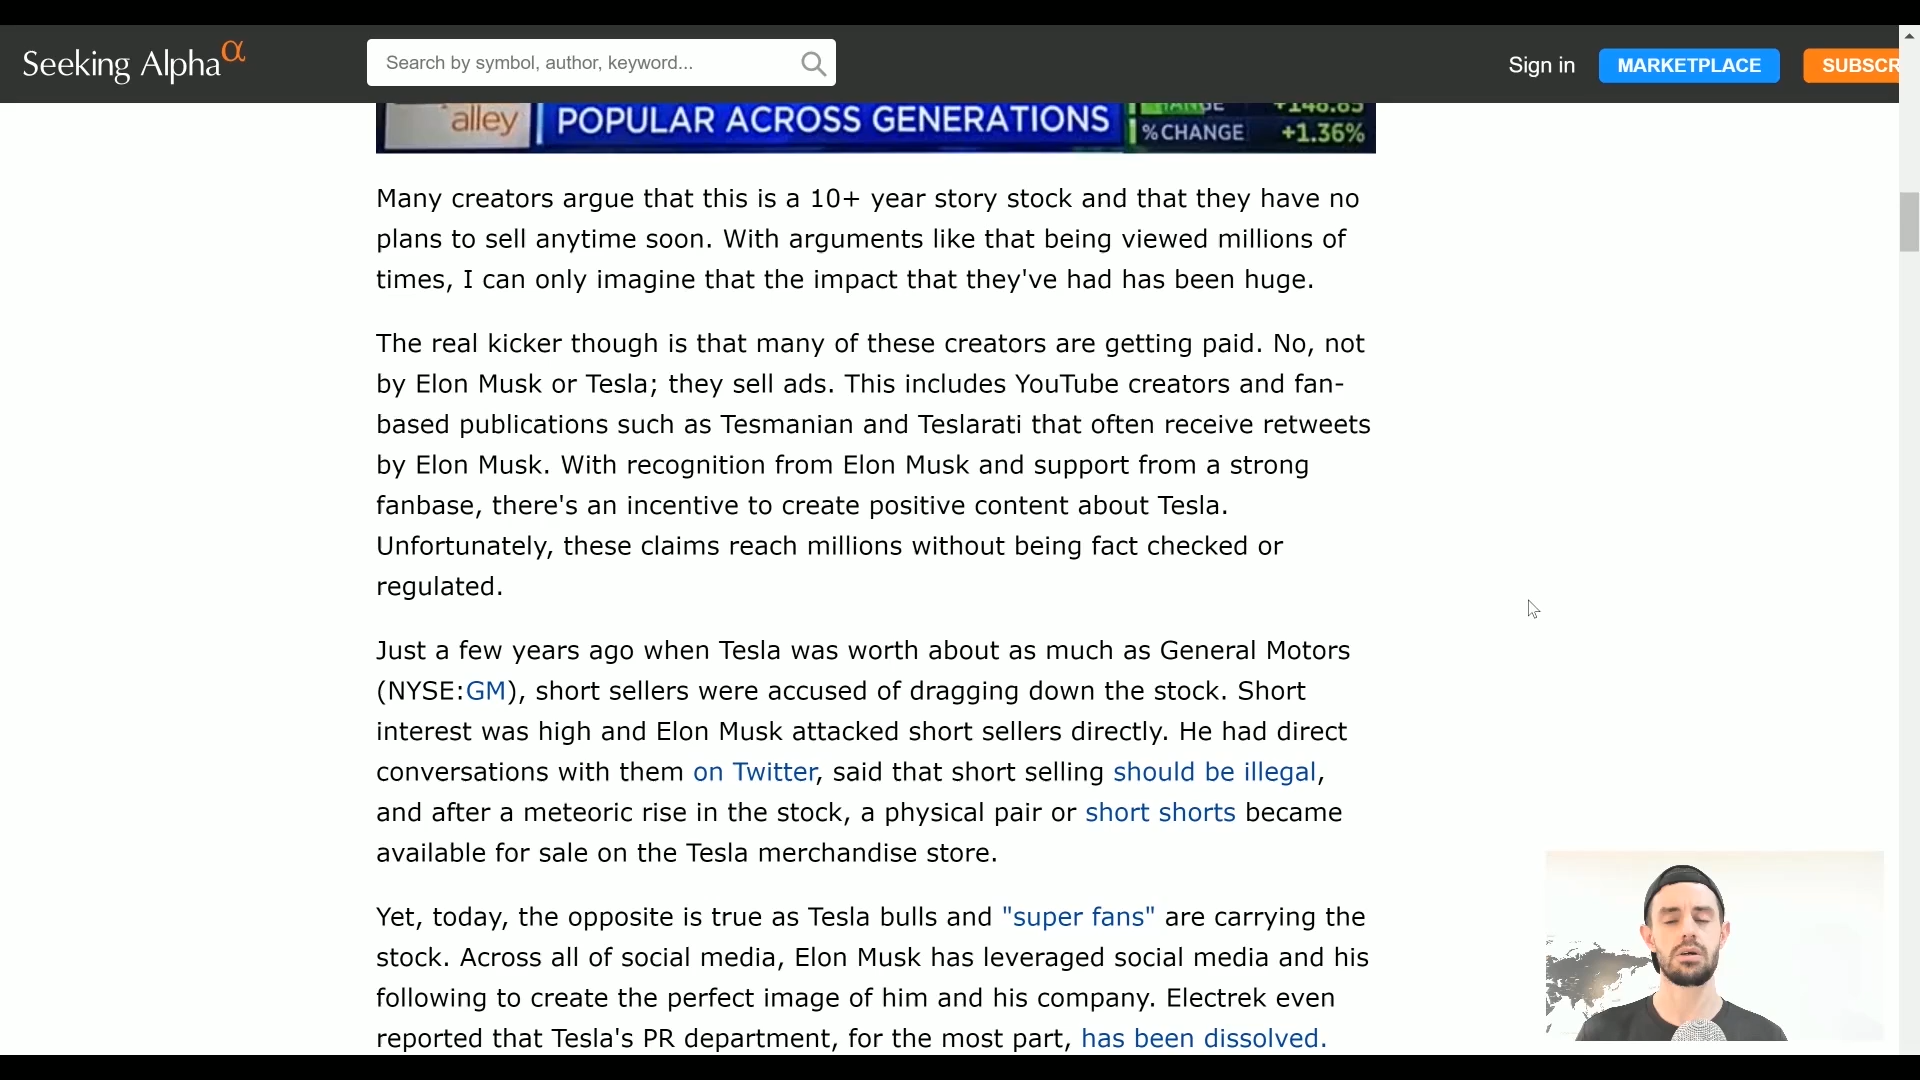 Seeking Alpha α
Search by symbol, author, keyword...
Sign in
MARKETPLACE
SUBSCR
alley
POPULAR ACROSS GENERATIONS
+148.85
% CHANGE
+1.36%
Many creators argue that this is a 10+ year story stock and that they have no
plans to sell anytime soon. With arguments like that being viewed millions of
times, I can only imagine that the impact that they've had has been huge.
The real kicker though is that many of these creators are getting paid. No, not
by Elon Musk or Tesla; they sell ads. This includes YouTube creators and fan-
based publications such as Tesmanian and Teslarati that often receive retweets
by Elon Musk. With recognition from Elon Musk and support from a strong
fanbase, there's an incentive to create positive content about Tesla.
Unfortunately, these claims reach millions without being fact checked or
regulated.
Just a few years ago when Tesla was worth about as much as General Motors
(NYSE:GM), short sellers were accused of dragging down the stock. Short
interest was high and Elon Musk attacked short sellers directly. He had direct
conversations with them on Twitter, said that short selling should be illegal,
and after a meteoric rise in the stock, a physical pair or short shorts became
available for sale on the Tesla merchandise store.
Yet, today, the opposite is true as Tesla bulls and "super fans" are carrying the
stock. Across all of social media, Elon Musk has leveraged social media and his
following to create the perfect image of him and his company. Electrek even
reported that Tesla's PR department, for the most part, has been dissolved.